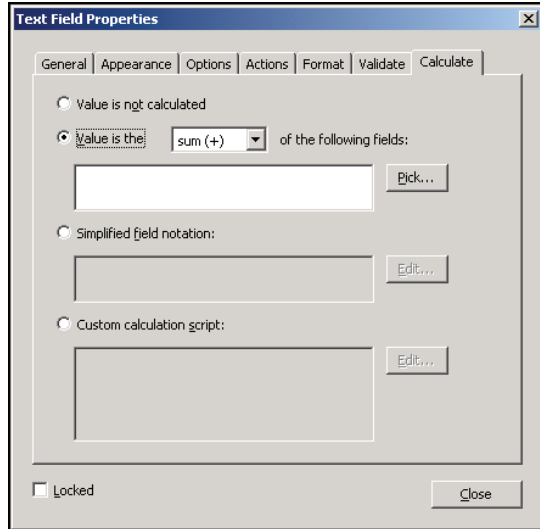 Text Field Properties
General Appearance Options Actions Format Validate Calculate
Value is not calculated
Value is the sum (+) of the following fields:
Pick...
Simplified field notation:
Edit...
Custom calculation script:
Edit...
Locked
Close